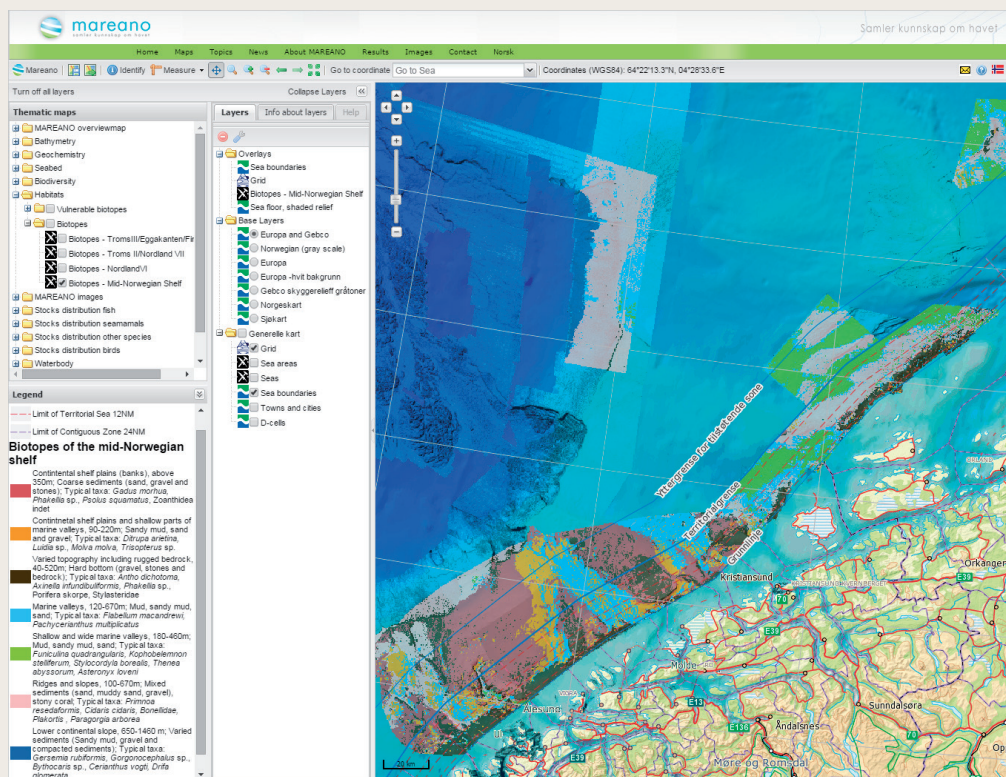 mareano
samler kunnskap om havet
Samler kunnskap om havet
Home Maps Topics News About MAREANO Results Images Contact Norsk
Mareano Identify Measure Go to coordinate Go to Sea Coordinates (WGS84): 64°22'13.3"N, 04°28'33.6"E
Turn off all layers Collapse Layers
Thematic maps
MAREANO overviewmap
Bathymetry
Geochemistry
Seabed
Biodiversity
Habitats
Vulnerable biotopes
Biotopes
Biotopes - TromsIII/Eggakanten/Fir
Biotopes - Troms II/Nordland VII
Biotopes - NordlandVI
Biotopes - Mid-Norwegian Shelf
MAREANO images
Stocks distribution fish
Stocks distribution seamamals
Stocks distribution other species
Stocks distribution birds
Waterbody
Legend
Limit of Territorial Sea 12NM
Limit of Contiguous Zone 24NM
Biotopes of the mid-Norwegian
shelf
Contintental shelf plains (banks), above
350m; Coarse sediments (sand, gravel and
stones); Typical taxa: Gadus morhua,
Phakellia sp., Psolus squamatus, Zoanthidea
indet
Contintnetal shelf plains and shallow parts of
marine valleys, 90-220m; Sandy mud, sand
and gravel; Typical taxa: Ditrupa arietina,
Luidia sp., Molva molva, Trisopterus sp.
Varied topography including rugged bedrock,
40-520m; Hard bottom (gravel, stones and
bedrock); Typical taxa: Antho dichotoma,
Axinella infundibuliformis, Phakellia sp.,
Porifera skorpe, Stylasteridae
Marine valleys, 120-670m; Mud, sandy mud,
sand; Typical taxa: Flabellum macandrewi,
Pachycerianthus multiplicatus
Shallow and wide marine valleys, 160-460m;
Mud, sandy mud, sand; Typical taxa:
Funiculina quadrangularis, Kophobelemnon
stelliferum, Stylocordyla borealis, Thenea
abyssorum, Asteronyx loveni
Ridges and slopes, 100-670m; Mixed
sediments (sand, muddy sand, gravel),
stony coral; Typical taxa: Primnoa
resedaformis, Cidaris cidaris, Bonellidae,
Plakortis , Paragorgia arborea
Lower continental slope, 650-1460 m; Varied
sediments (Sandy mud, gravel and
compacted sediments); Typical taxa:
Gersemia rubiformis, Gorgonocephalus sp.,
Bythocaris sp., Cerianthus vogti, Drifa
glomerata
Layers Info about layers Help
Overlays
Sea boundaries
Grid
Biotopes - Mid-Norwegian Shelf
Sea floor, shaded relief
Base Layers
Europa and Gebco
Norwegian (gray scale)
Europa
Europa -hvit bakgrunn
Gebco skyggerelieff gråtoner
Norgeskart
Sjøkart
Generelle kart
Grid
Sea areas
Seas
Sea boundaries
Towns and cities
D-cells
Yttergrense for tilstøtende sone
Territorialgrense
Grunnlinje
ORLAND
Orkanger
E39
Kristiansund
KRISTIANSUND KVERNBERGET
70
E39
Molde
VIGRA
Ålesund
E13
E136
Åndalsnes
Sunndalsøra
70
Møre og Romsdal
E39
Op
20 km